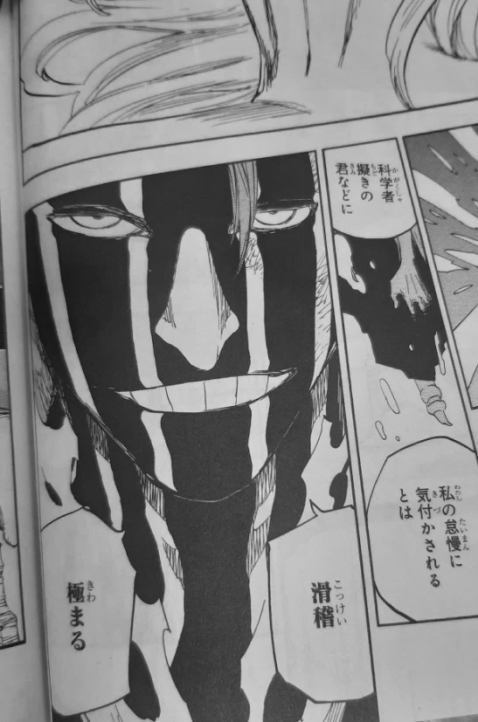 科学者
擬きの
君などに
私の怠慢に
気付かされる
とは
滑稽
極まる